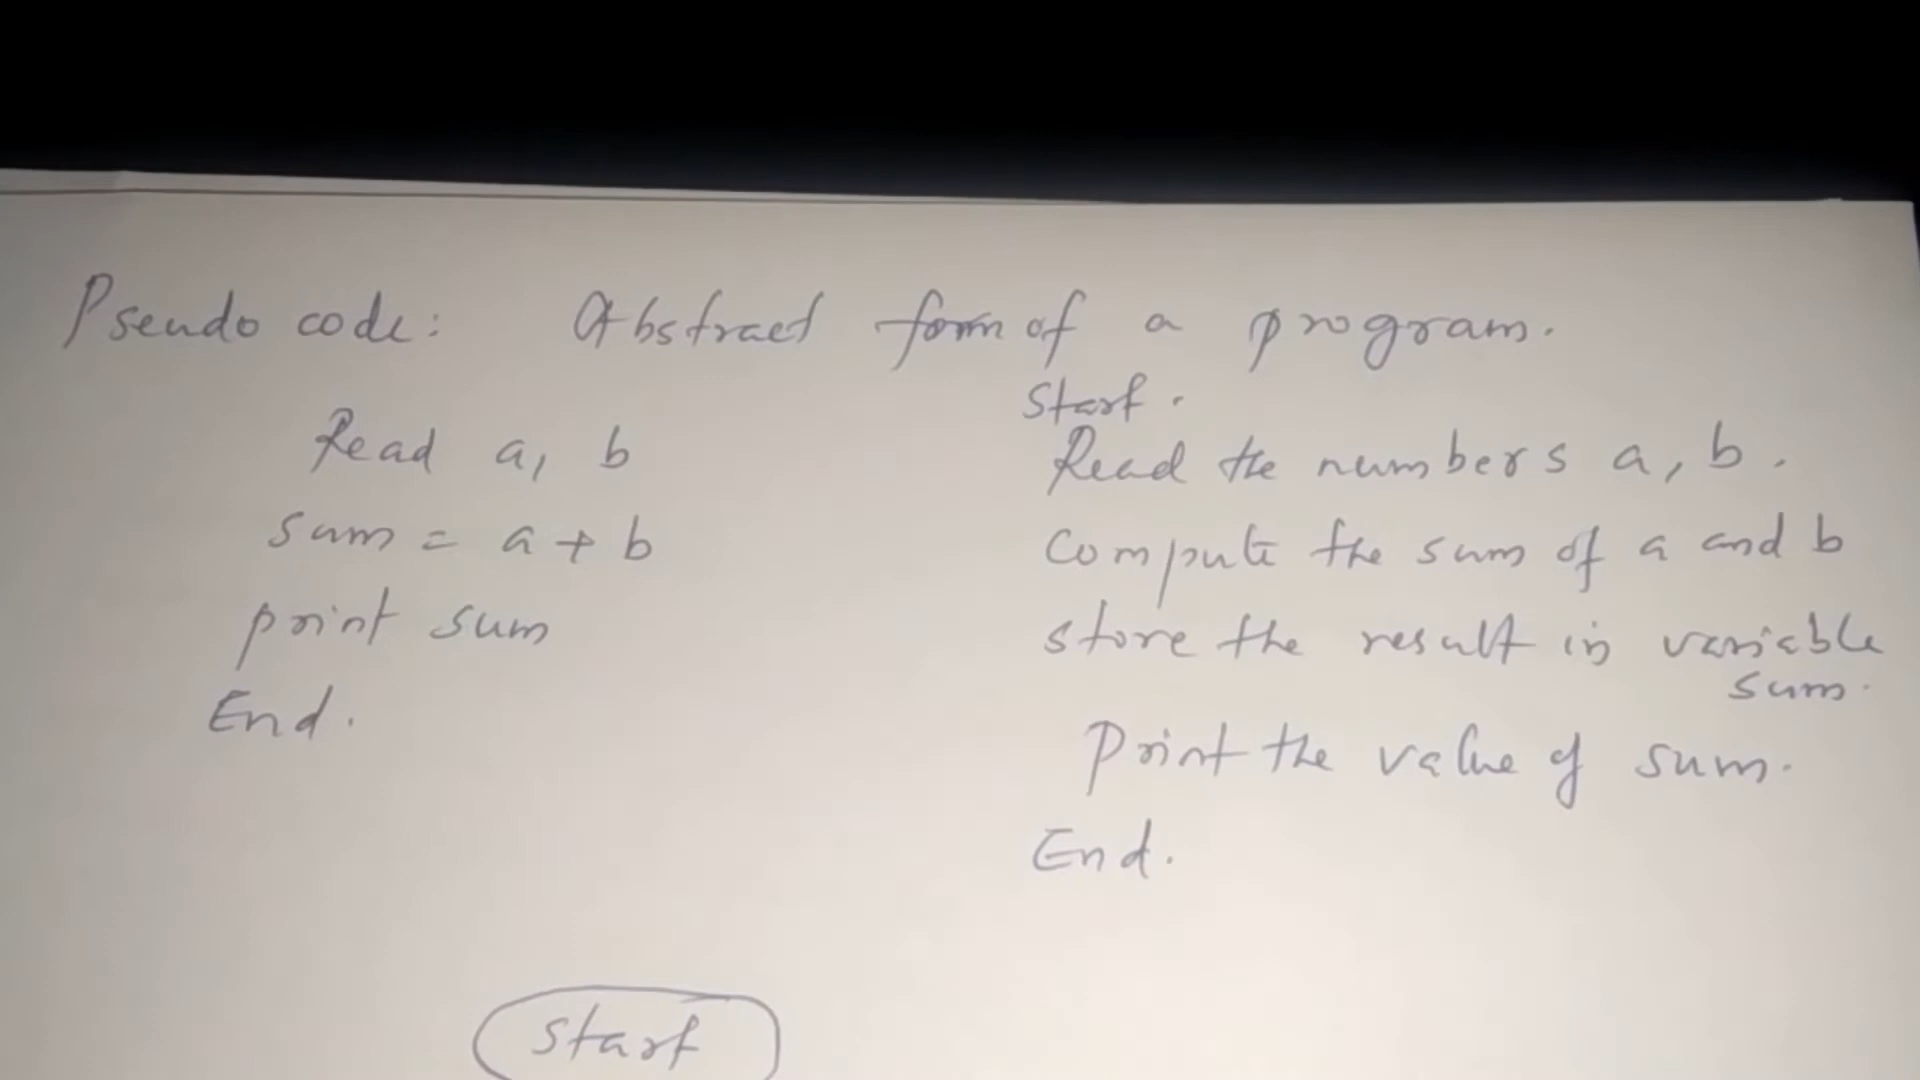 Pseudo code: Abstract form of a program.
Read a, b
sum = a + b
print sum
End.
Start.
Read the numbers a, b.
Compute the sum of a and b
store the result in variable
sum.
Print the value of sum.
End.
Start